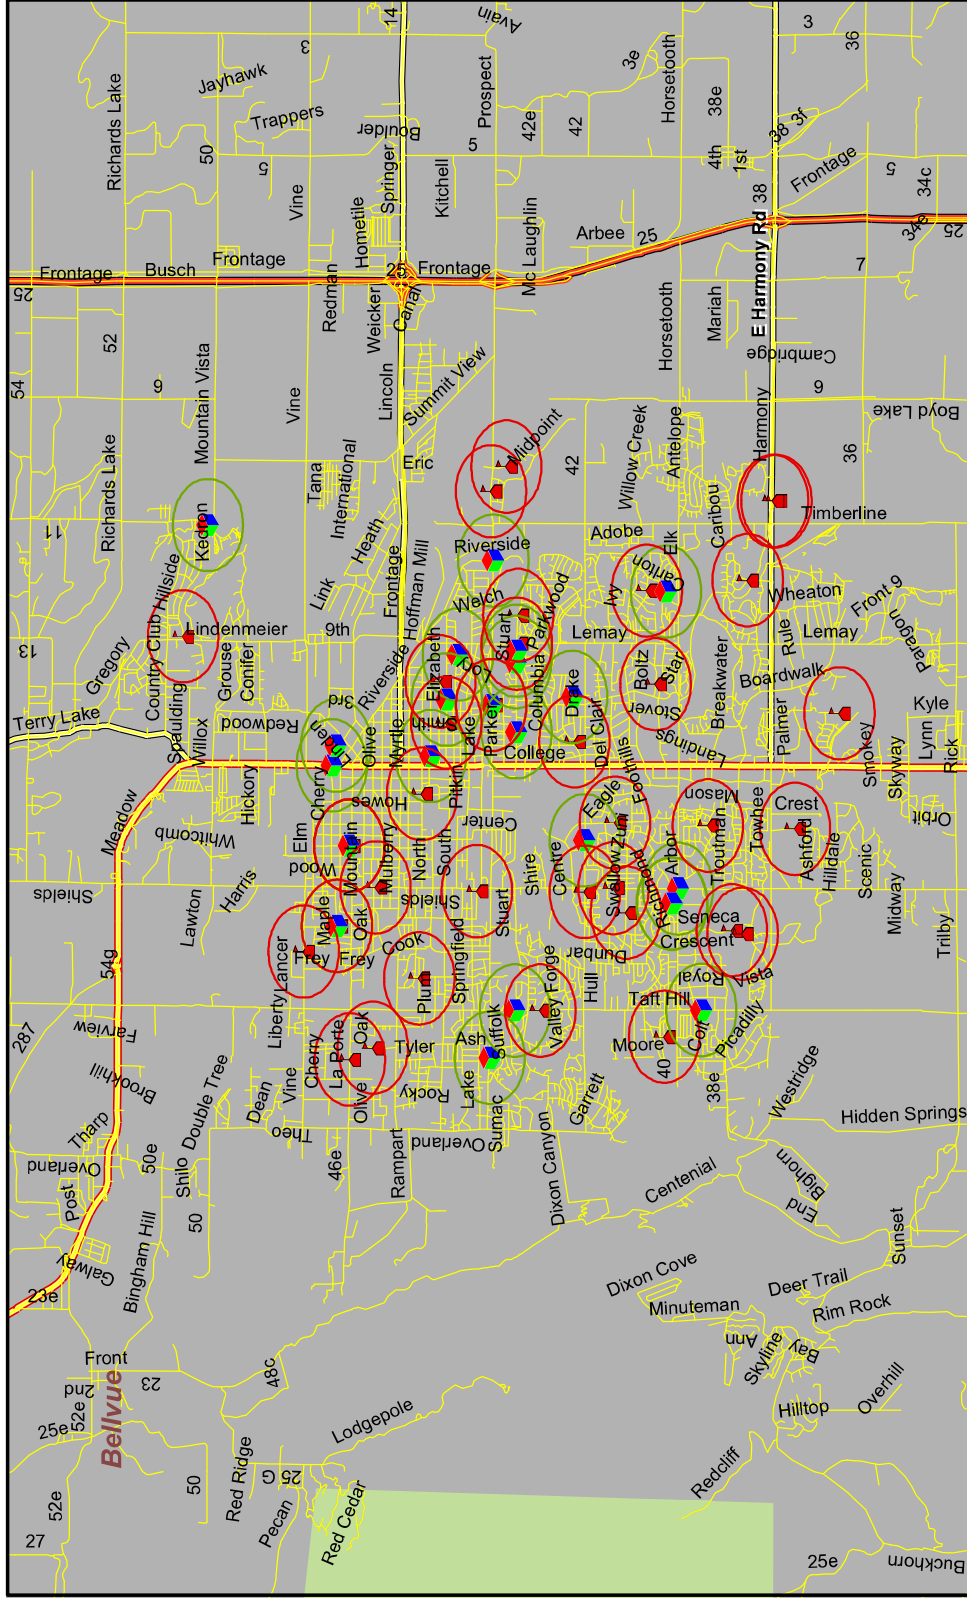 14
Avain
3
3
36
Richards Lake
Jayhawk
Trappers
Boulder
Prospect
3e
Horsetooth
38e
42e
42
38
3f
50
5
5
4th
1st
Frontage
5
34c
Vine
Springer
Kitchell
Hometile
Mc Laughlin
Arbee
25
E Harmony Rd
38
34e
25
Frontage
Busch
Frontage
25
Frontage
7
25
Redman
Weicker
Canal
Horsetooth
Mariah
52
Cambridge
54
6
Mountain Vista
Vine
Lincoln
Summit View
6
Boyd Lake
Richards Lake
Tana
International
Eric
Midpoint
42
Willow Creek
Antelope
Harmony
36
11
Keeren
Heath
Riverside
Adobe
Elk
Caribou
Timberline
Hillside
Link
Frontage
Hoffman Mill
Welch
Parkwood
Ivy
Carlton
Wheaton
Front 9
13
Gregory
Country Club
Lindenmeier
Grouse
Conifer
9th
Riverside
Elizabeth
Lory
Stuart
Columbia
Lemay
Boltz
Star
Rule
Lemay
Paragon
Terry Lake
Spaulding
Willox
Redwood
3rd
Linden
Olive
Myrtle
Smith
Lake
Parker
College
Drake
Del Clair
Stover
Landings
Breakwater
Boardwalk
Palmer
Smokey
Skyway
Kyle
Lynn
Rick
Meadow
Hickory
Cherry
Howes
Pitkin
Center
Eagle
Foothills
Mason
Towhee
Crest
Orbit
Whitcomb
Elm
Wood
Mountain
Mulberry
North
South
Shire
Centre
Swallow
Zuni
Richmond
Arbor
Troutman
Ashford
Hilldale
Scenic
Shields
Lawton
Harris
Maple
Oak
Shields
Stuart
Seneca
Crescent
Midway
Trilby
54g
Lancer
Frey
Frey
Cook
Plum
Springfield
Dunbar
Hull
Valley Forge
Royal
Vista
287
Farview
Liberty
Cherry
La Porte
Oak
Tyler
Ash
Suffolk
Taft Hill
Moore
Colt
Picadilly
Brookhill
Double Tree
Dean
Vine
Olive
Rocky
Lake
Sumac
Garrett
40
38e
Westridge
Hidden Springs
Tharp
Overland
50e
Shilo
Theo
46e
Rampart
Overland
Dixon Canyon
Centenial
Bighorn
End
Post
50
Galway
Bingham Hill
Sunset
23e
Dixon Cove
Minuteman
Deer Trail
Rim Rock
Ann
Skyline
Bay
Front
2nd
23
48c
Bellvue
52e
25e
Lodgepole
Hilltop
Overhill
52e
50
Red Ridge
25 G
Pecan
Red Cedar
Redcliff
27
25e
Buckhorn